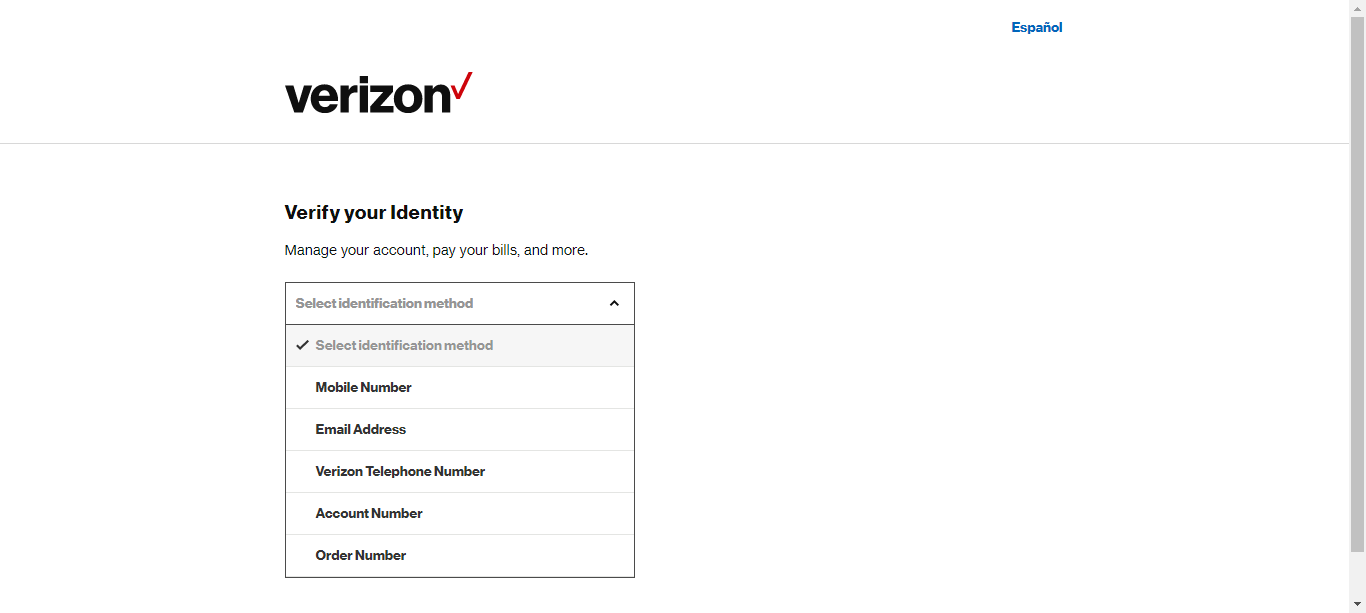 Español
verizon
Verify your Identity
Manage your account, pay your bills, and more.
Select identification method
Select identification method
Mobile Number
Email Address
Verizon Telephone Number
Account Number
Order Number